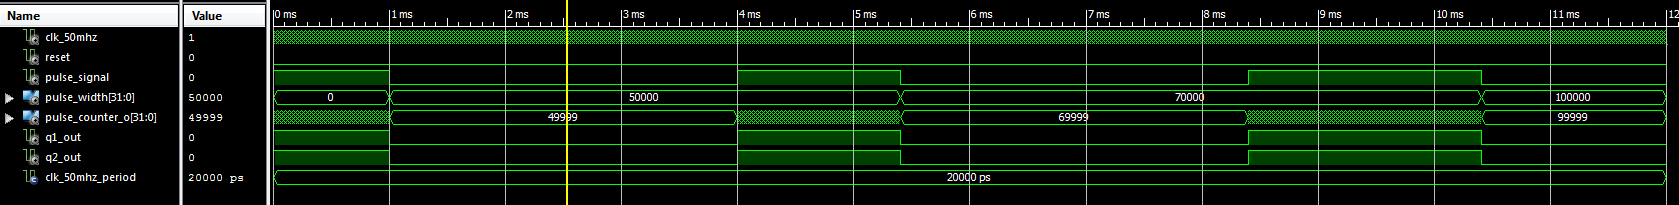 Name Value 0 ms 1 ms 2 ms 3 ms 4 ms 5 ms 6 ms 7 ms 8 ms 9 ms 10 ms 11 ms 12
clk_50mhz 1
reset 0
pulse_signal 0
pulse_width[31:0] 50000 0 50000 70000 100000
pulse_counter_o[31:0] 49999 49999 69999 99999
q1_out 0
q2_out 0
clk_50mhz_period 20000 ps 20000 ps